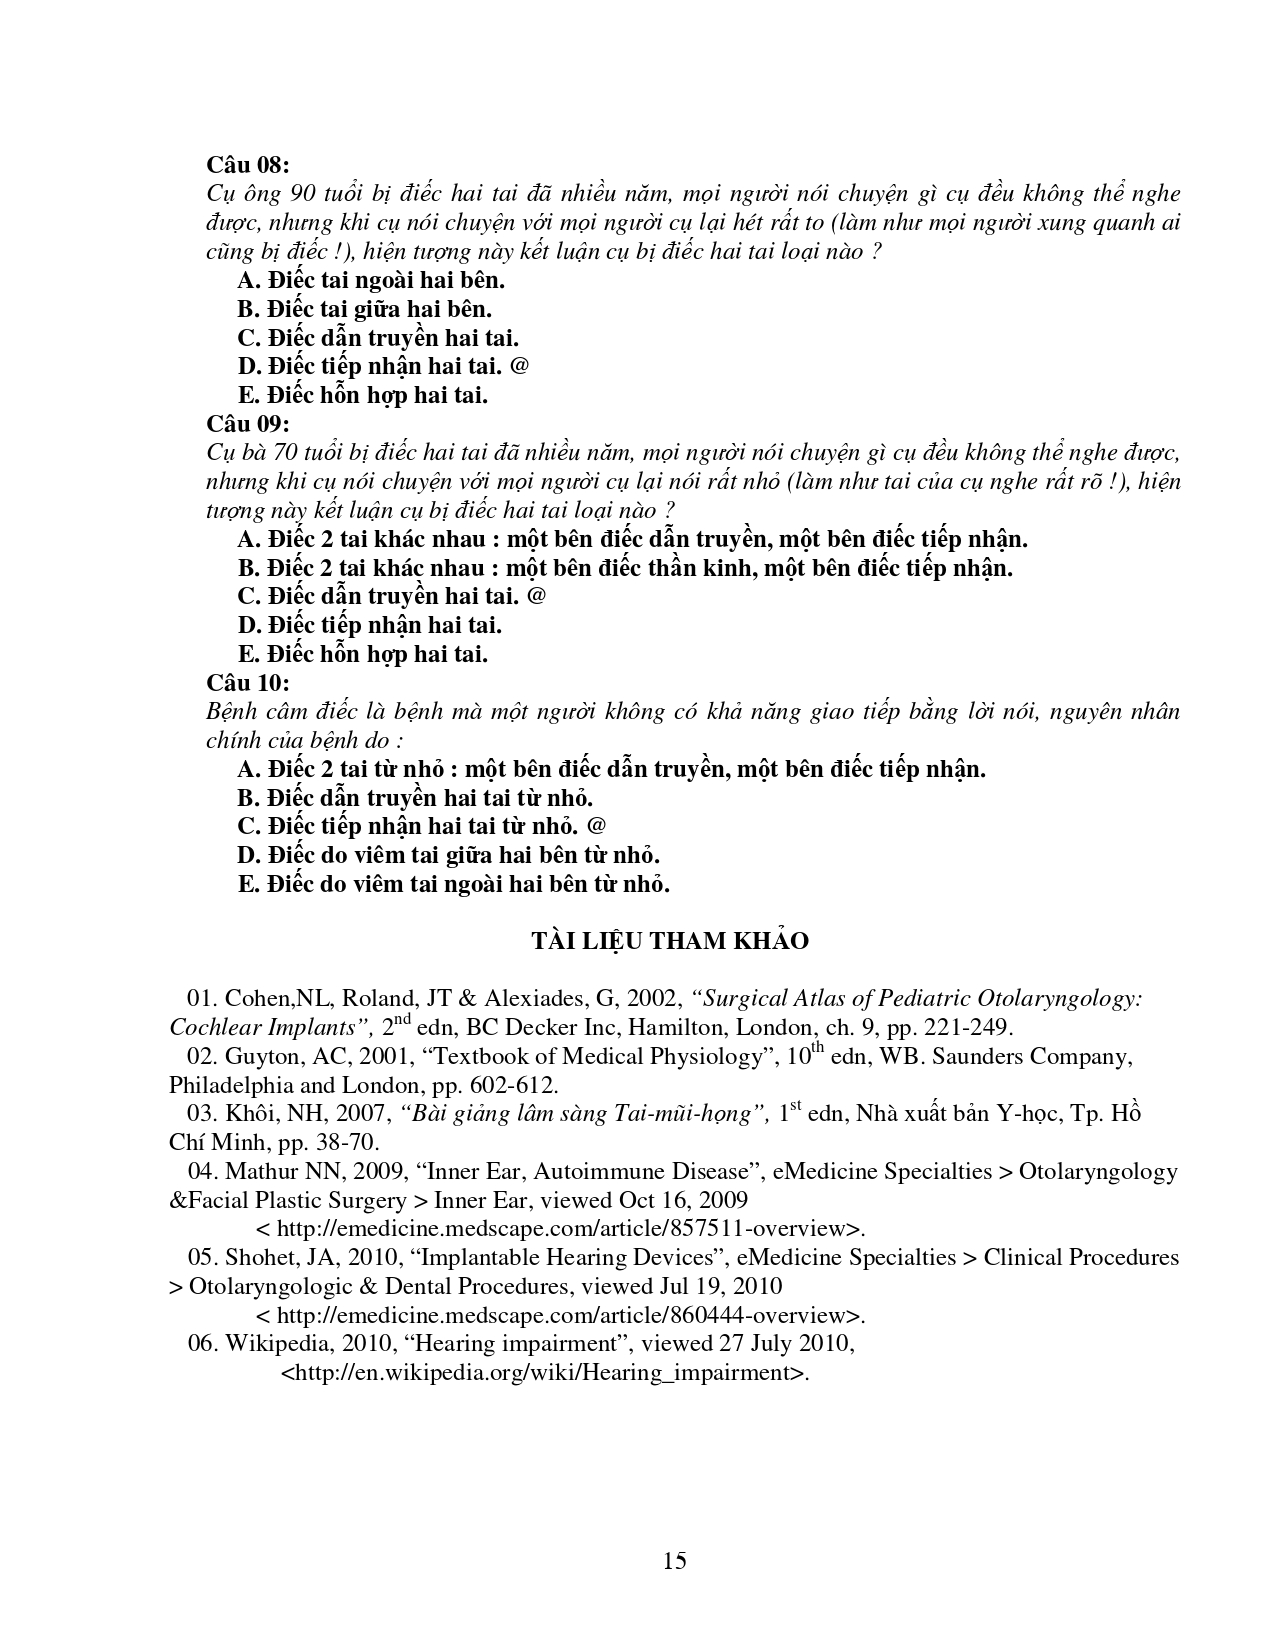 Câu 08:
Cụ ông 90 tuổi bị điếc hai tai đã nhiều năm, mọi người nói chuyện gì cụ đều không thể nghe
được, nhưng khi cụ nói chuyện với mọi người cụ lại hét rất to (làm như mọi người xung quanh ai
cũng bị điếc !), hiện tượng này kết luận cụ bị điếc hai tai loại nào ?
A. Điếc tai ngoài hai bên.
B. Điếc tai giữa hai bên.
C. Điếc dẫn truyền hai tai.
D. Điếc tiếp nhận hai tai. @
E. Điếc hỗn hợp hai tai.
Câu 09:
Cụ bà 70 tuổi bị điếc hai tai đã nhiều năm, mọi người nói chuyện gì cụ đều không thể nghe được,
nhưng khi cụ nói chuyện với mọi người cụ lại nói rất nhỏ (làm như tai của cụ nghe rất rõ !), hiện
tượng này kết luận cụ bị điếc hai tai loại nào ?
A. Điếc 2 tai khác nhau : một bên điếc dẫn truyền, một bên điếc tiếp nhận.
B. Điếc 2 tai khác nhau : một bên điếc thần kinh, một bên điếc tiếp nhận.
C. Điếc dẫn truyền hai tai. @
D. Điếc tiếp nhận hai tai.
E. Điếc hỗn hợp hai tai.
Câu 10:
Bệnh câm điếc là bệnh mà một người không có khả năng giao tiếp bằng lời nói, nguyên nhân
chính của bệnh do :
A. Điếc 2 tai từ nhỏ : một bên điếc dẫn truyền, một bên điếc tiếp nhận.
B. Điếc dẫn truyền hai tai từ nhỏ.
C. Điếc tiếp nhận hai tai từ nhỏ. @
D. Điếc do viêm tai giữa hai bên từ nhỏ.
E. Điếc do viêm tai ngoài hai bên từ nhỏ.
TÀI LIỆU THAM KHẢO
01. Cohen,NL, Roland, JT & Alexiades, G, 2002, “Surgical Atlas of Pediatric Otolaryngology:
Cochlear Implants”, 2nd edn, BC Decker Inc, Hamilton, London, ch. 9, pp. 221-249.
02. Guyton, AC, 2001, “Textbook of Medical Physiology”, 10th edn, WB. Saunders Company,
Philadelphia and London, pp. 602-612.
03. Khôi, NH, 2007, “Bài giảng lâm sàng Tai-mũi-họng”, 1st edn, Nhà xuất bản Y-học, Tp. Hồ
Chí Minh, pp. 38-70.
04. Mathur NN, 2009, “Inner Ear, Autoimmune Disease”, eMedicine Specialties > Otolaryngology
&Facial Plastic Surgery > Inner Ear, viewed Oct 16, 2009
< http://emedicine.medscape.com/article/857511-overview>.
05. Shohet, JA, 2010, “Implantable Hearing Devices”, eMedicine Specialties > Clinical Procedures
> Otolaryngologic & Dental Procedures, viewed Jul 19, 2010
< http://emedicine.medscape.com/article/860444-overview>.
06. Wikipedia, 2010, “Hearing impairment”, viewed 27 July 2010,
<http://en.wikipedia.org/wiki/Hearing_impairment>.
15